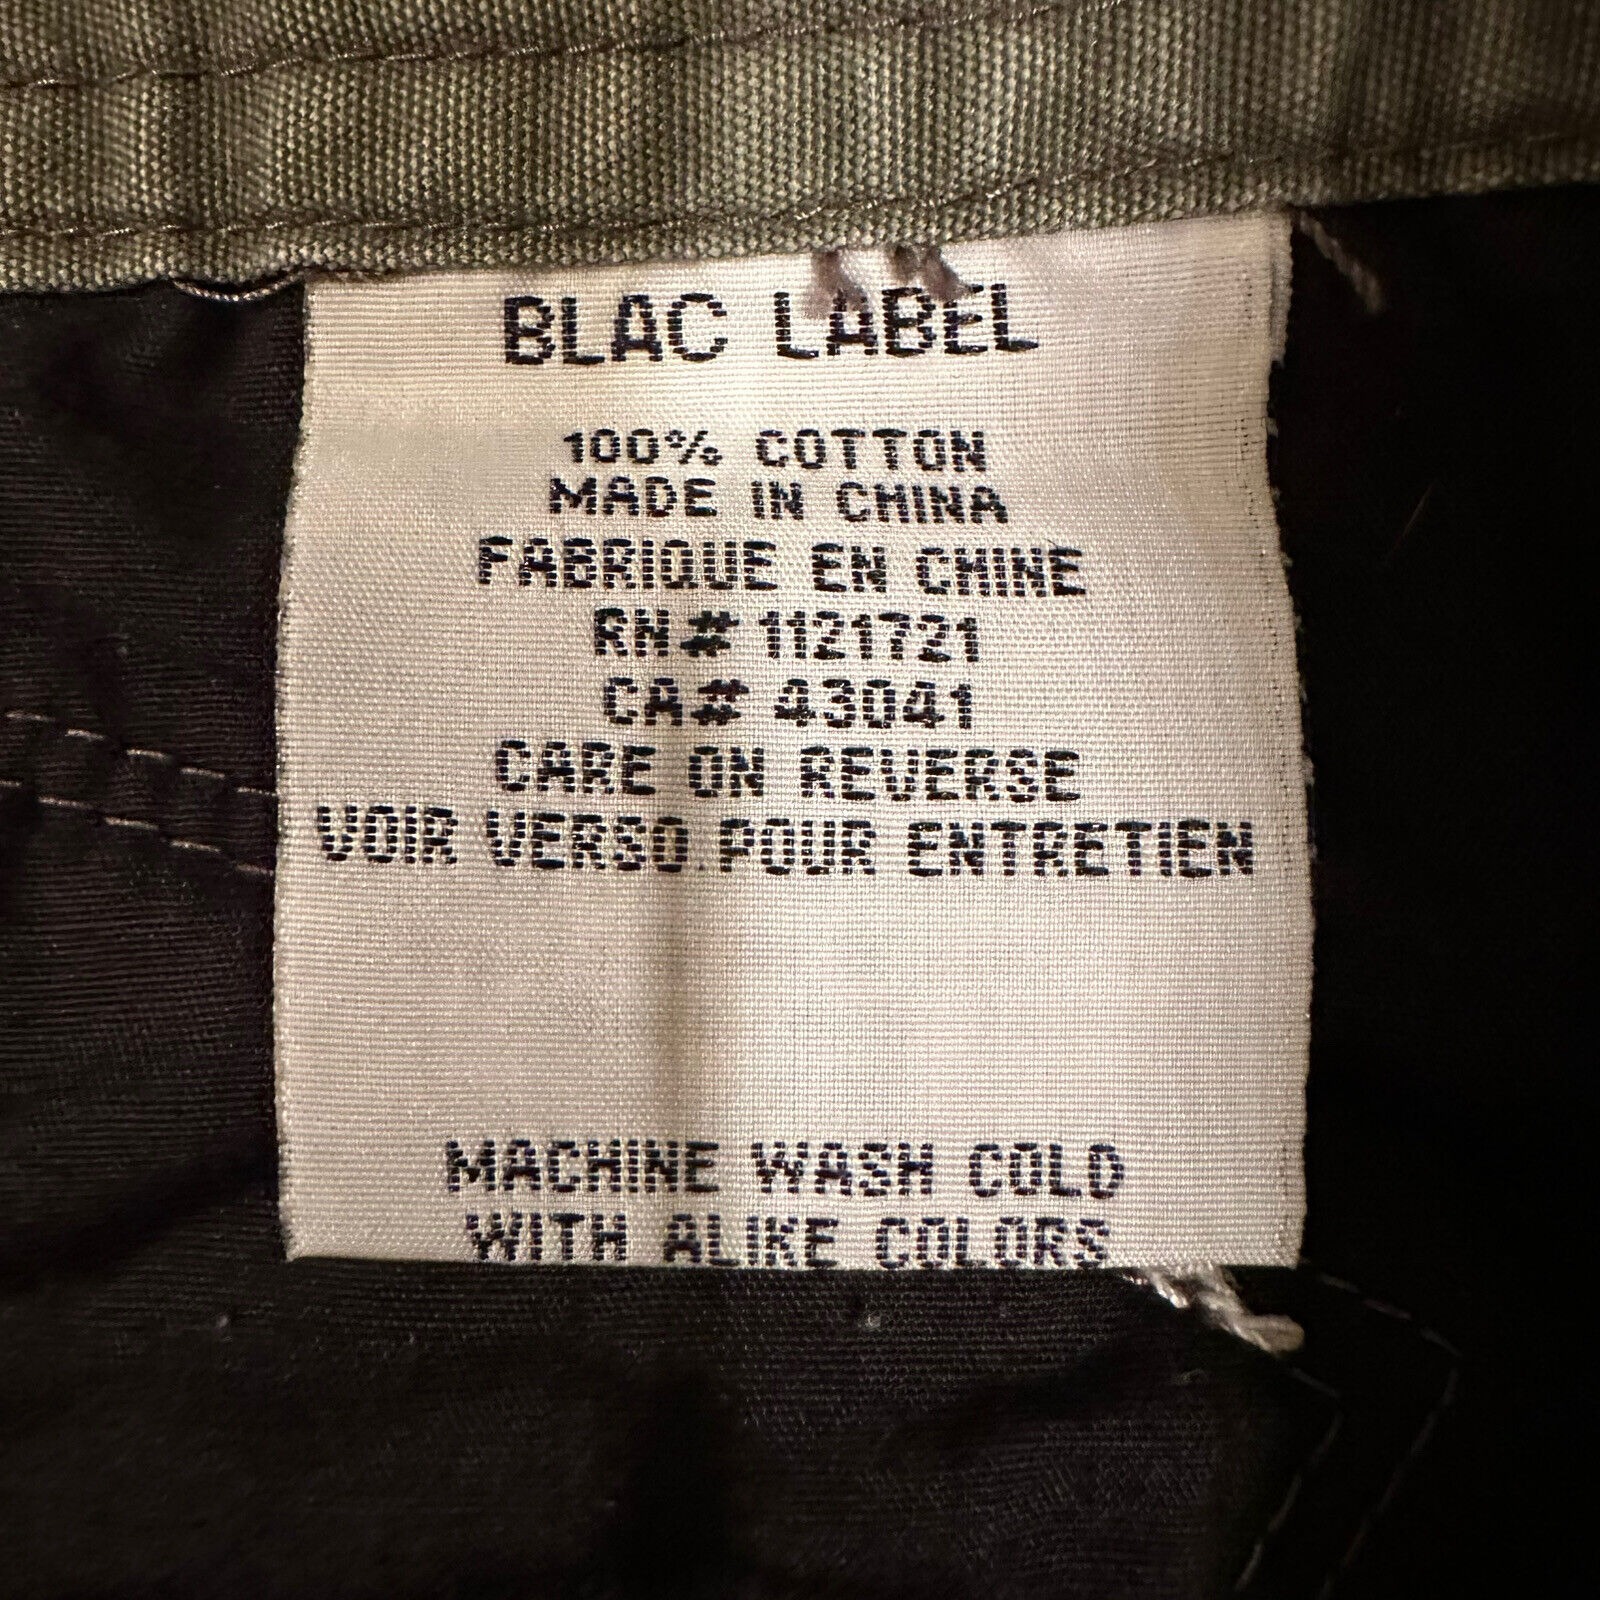 BLAC LABEL
100% COTTON
MADE IN CHINA
FABRIQUE EN CHINE
RN# 1121721
CA# 43041
CARE ON REVERSE
VOIR VERSO POUR ENTRETIEN
MACHINE WASH COLD
WITH ALIKE COLORS